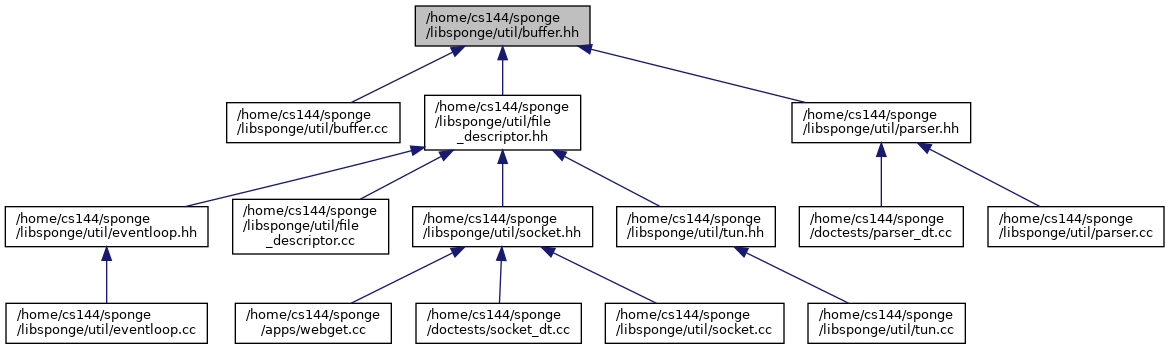 /home/cs144/sponge
/libsponge/util/buffer.hh
/home/cs144/sponge
/libsponge/util/buffer.cc
/home/cs144/sponge
/libsponge/util/file
_descriptor.hh
/home/cs144/sponge
/libsponge/util/parser.hh
/home/cs144/sponge
/libsponge/util/eventloop.hh
/home/cs144/sponge
/libsponge/util/file
_descriptor.cc
/home/cs144/sponge
/libsponge/util/socket.hh
/home/cs144/sponge
/libsponge/util/tun.hh
/home/cs144/sponge
/doctests/parser_dt.cc
/home/cs144/sponge
/libsponge/util/parser.cc
/home/cs144/sponge
/libsponge/util/eventloop.cc
/home/cs144/sponge
/apps/webget.cc
/home/cs144/sponge
/doctests/socket_dt.cc
/home/cs144/sponge
/libsponge/util/socket.cc
/home/cs144/sponge
/libsponge/util/tun.cc